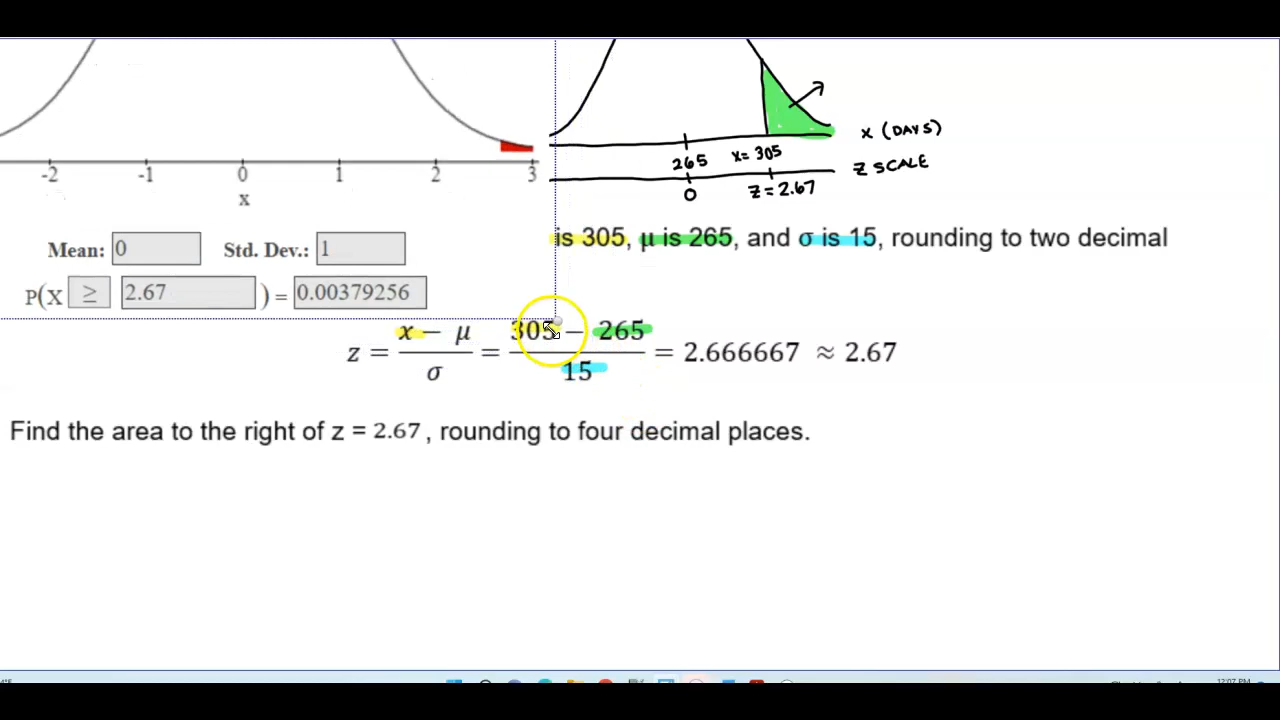 -2 -1 0 1 2 3
x
Mean: 0 Std. Dev.: 1
P(X ≥ 2.67 ) = 0.00379256
X (DAYS)
265 X= 305
Z SCALE
0 Z = 2.67
is 305, μ is 265, and σ is 15, rounding to two decimal
z = x − μ / σ = 305 − 265 / 15 = 2.666667 ≈ 2.67
Find the area to the right of z = 2.67, rounding to four decimal places.